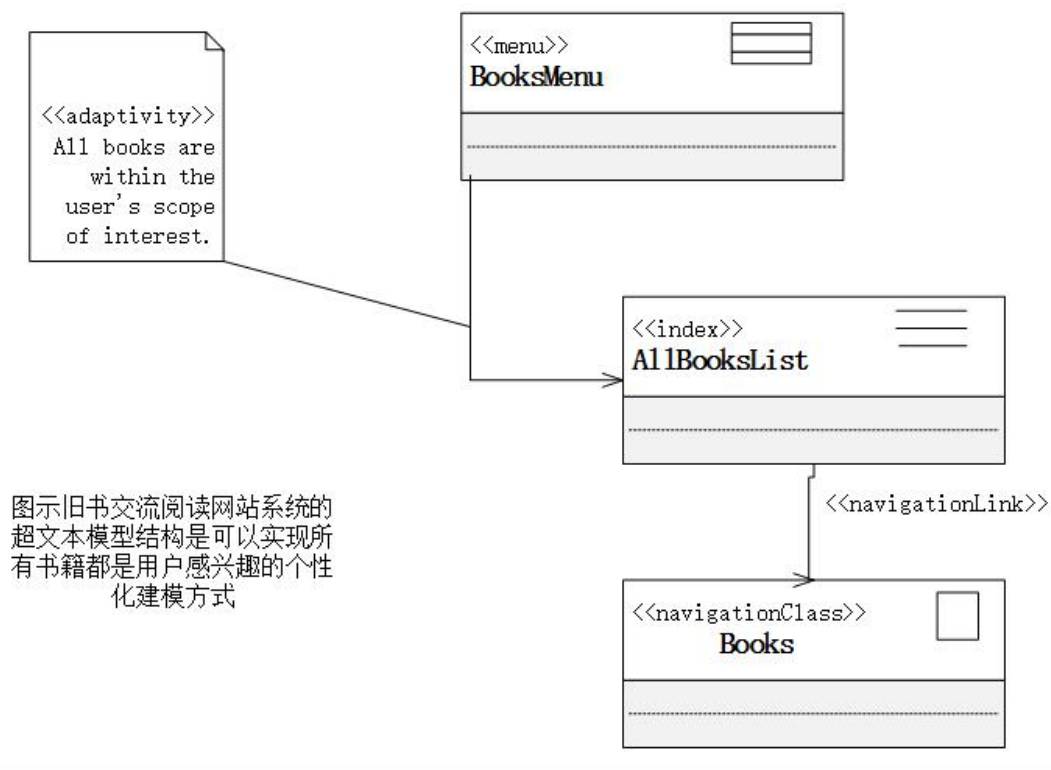 <<menu>>
BooksMenu
<<adaptivity>>
All books are
within the
user's scope
of interest.
<<index>>
AllBooksList
<<navigationLink>>
图示旧书交流阅读网站系统的
超文本模型结构是可以实现所
有书籍都是用户感兴趣的个性
化建模方式
<<navigationClass>>
Books